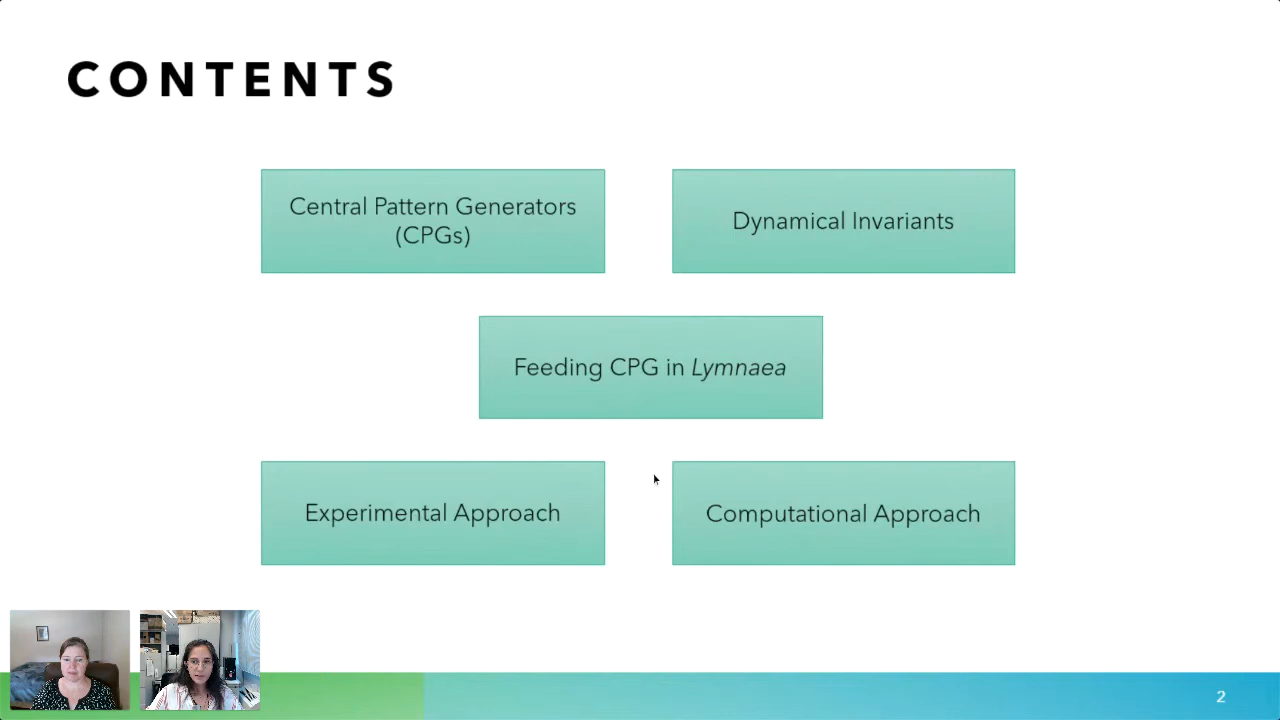 CONTENTS
Central Pattern Generators
(CPGs)
Dynamical Invariants
Feeding CPG in Lymnaea
Experimental Approach
Computational Approach
2